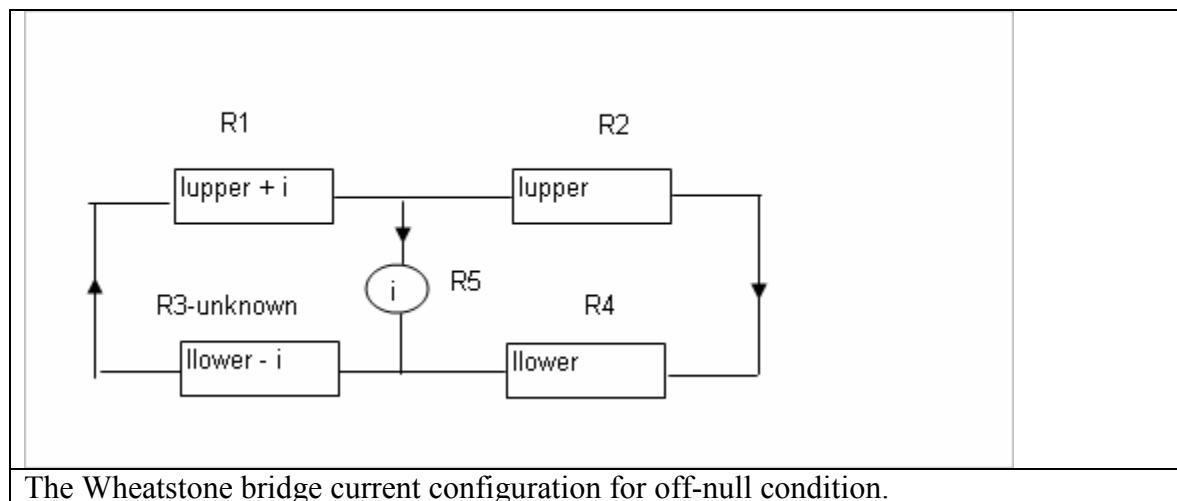 R1
R2
Iupper + i
Iupper
R5
i
R3-unknown
R4
Ilower - i
Ilower
The Wheatstone bridge current configuration for off-null condition.